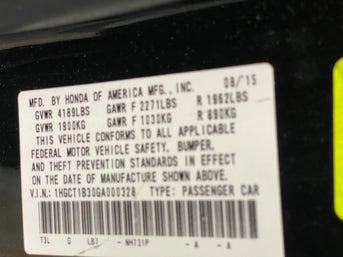 MFD. BY HONDA OF AMERICA MFG., INC. 08/15
GVWR 4189LBS GAWR F 2271LBS R 1962LBS
GVWR 1900KG GAWR F 1030KG R 890KG
THIS VEHICLE CONFORMS TO ALL APPLICABLE
FEDERAL MOTOR VEHICLE SAFETY, BUMPER,
AND THEFT PREVENTION STANDARDS IN EFFECT
ON THE DATE OF MANUFACTURE SHOWN ABOVE.
V.I.N.: 1HGCT1B30GA000328 TYPE: PASSENGER CAR
T3L G LB7 - NH731P - A - A